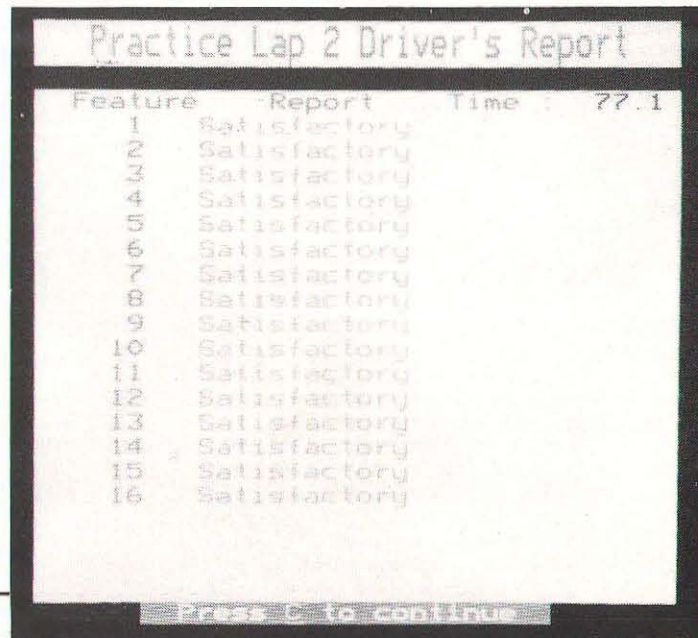 Practice Lap 2 Driver's Report
Feature Report Time : 77.1
1 Satisfactory
2 Satisfactory
3 Satisfactory
4 Satisfactory
5 Satisfactory
6 Satisfactory
7 Satisfactory
8 Satisfactory
9 Satisfactory
10 Satisfactory
11 Satisfactory
12 Satisfactory
13 Satisfactory
14 Satisfactory
15 Satisfactory
16 Satisfactory
Press C to continue